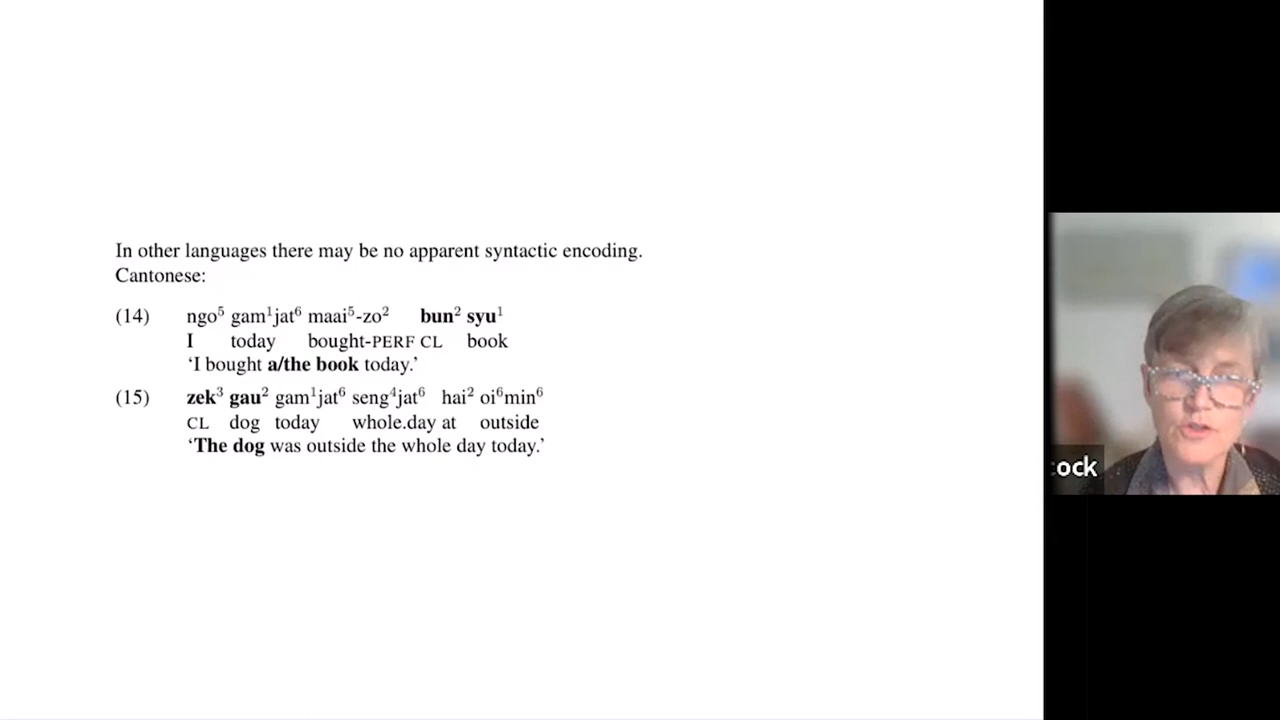 In other languages there may be no apparent syntactic encoding.
Cantonese:
(14) ngo⁵ gam¹jat⁶ maai⁵-zo² bun² syu¹
I today bought-PERF CL book
‘I bought a/the book today.’
(15) zek³ gau² gam¹jat⁶ seng⁴jat⁶ hai² oi⁶min⁶
CL dog today whole.day at outside
‘The dog was outside the whole day today.’
cock